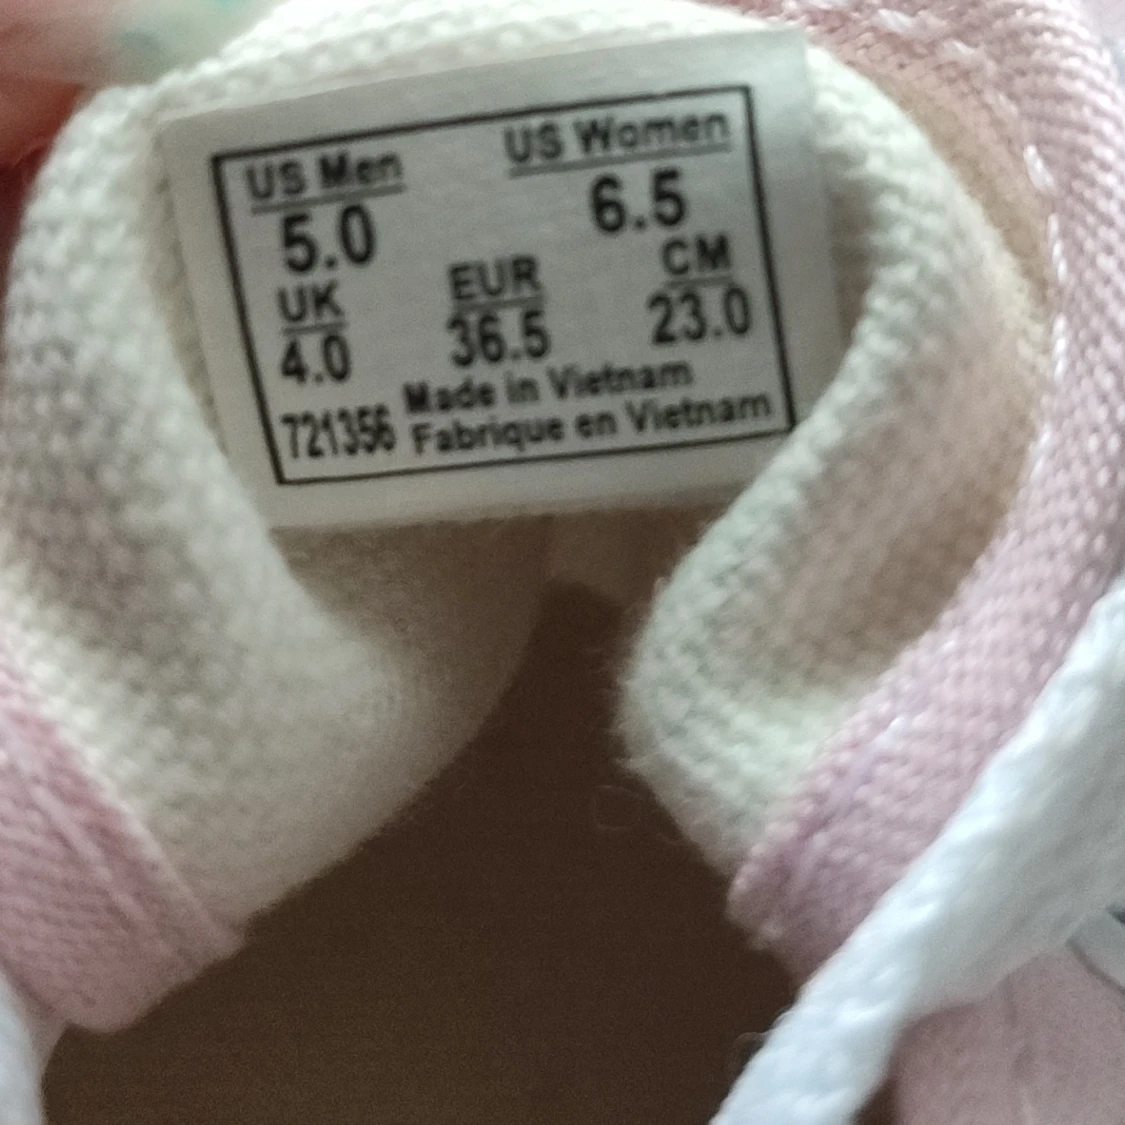 US Men US Women
5.0 6.5
UK EUR CM
4.0 36.5 23.0
Made in Vietnam
721356 Fabrique en Vietnam